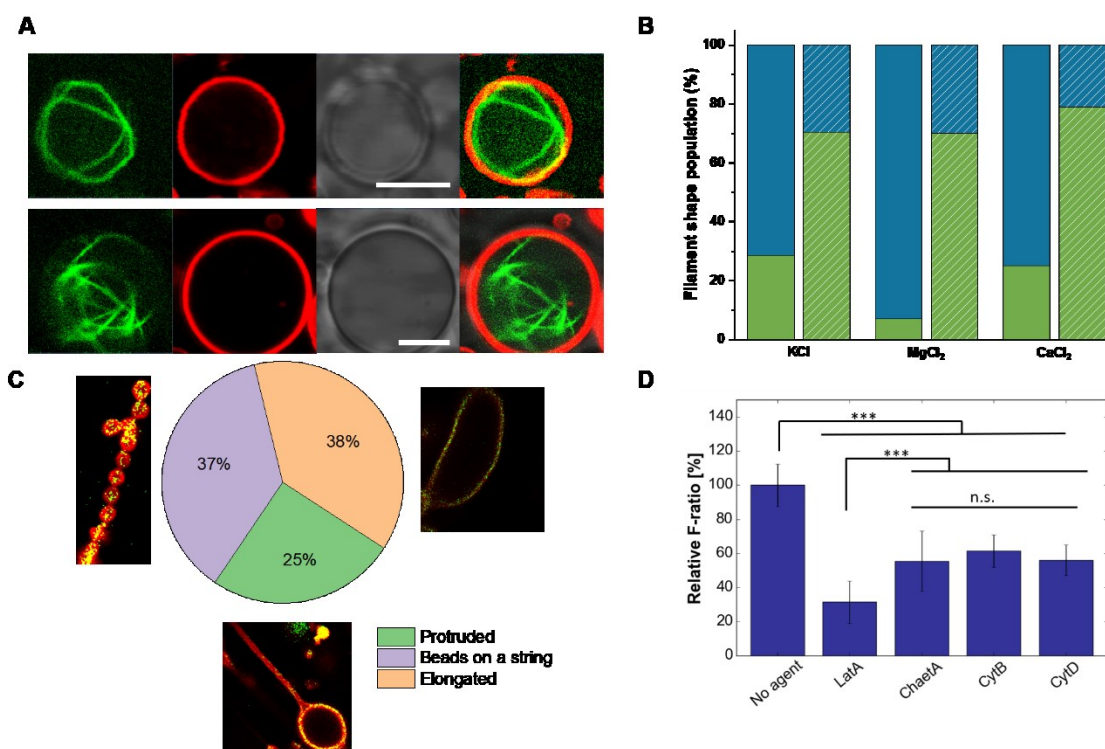 A
B
Filament shape population (%)
100
80
60
40
20
0
KCl
MgCl₂
CaCl₂
C
38%
37%
25%
Protruded
Beads on a string
Elongated
D
Relative F-ratio [%]
140
120
100
80
60
40
20
0
***
***
n.s.
No agent
LatA
ChaetA
CytB
CytD